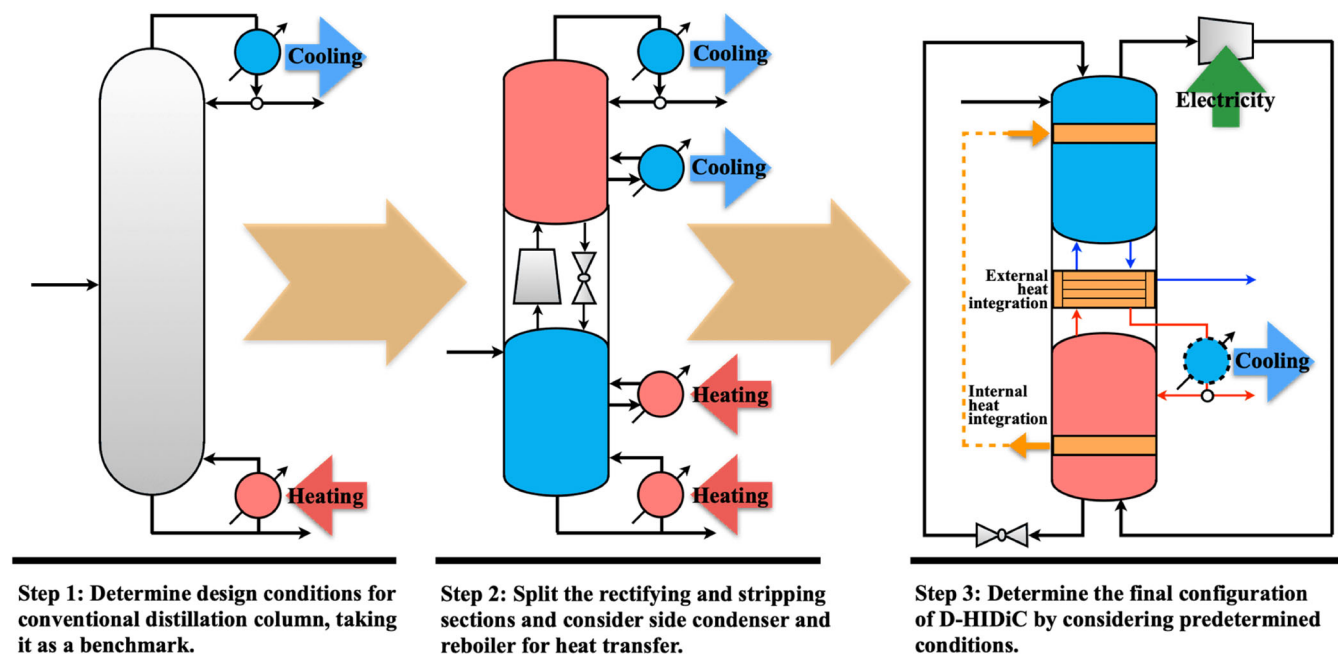 Cooling
Heating
Step 1: Determine design conditions for
conventional distillation column, taking
it as a benchmark.
Cooling
Cooling
Heating
Heating
Step 2: Split the rectifying and stripping
sections and consider side condenser and
reboiler for heat transfer.
Electricity
External
heat
integration
Cooling
Internal
heat
integration
Step 3: Determine the final configuration
of D-HIDiC by considering predetermined
conditions.